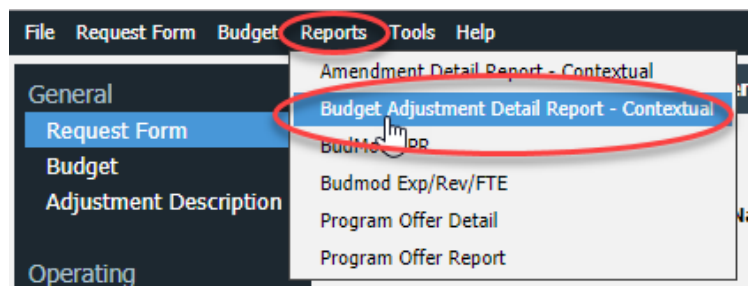 File Request Form Budget Reports Tools Help
General
Request Form
Budget
Adjustment Description
Operating
Amendment Detail Report - Contextual
Budget Adjustment Detail Report - Contextual
Budmod Exp/Rev/FTE
Program Offer Detail
Program Offer Report